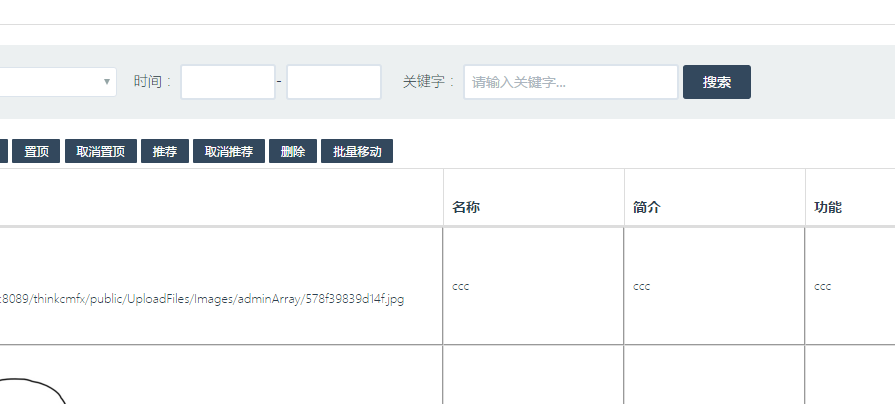 时间： - 关键字： 请输入关键字... 搜索
置顶 取消置顶 推荐 取消推荐 删除 批量移动
名称 简介 功能
:8089/thinkcmfx/public/UploadFiles/Images/adminArray/578f39839d14f.jpg ccc ccc ccc